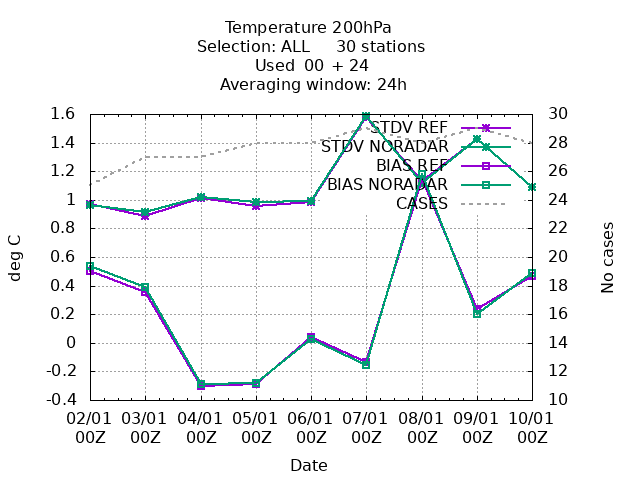 Temperature 200hPa
Selection: ALL 30 stations
Used 00 + 24
Averaging window: 24h
1.6 30
STDV REF
1.4 28
STDV NORADAR
1.2 BIAS REF 26
BIAS NORADAR
1 24
CASES
0.8 22
0.6 20
0.4 18
0.2 16
0 14
-0.2 12
-0.4 10
deg C
No cases
02/01 03/01 04/01 05/01 06/01 07/01 08/01 09/01 10/01
00Z 00Z 00Z 00Z 00Z 00Z 00Z 00Z 00Z
Date